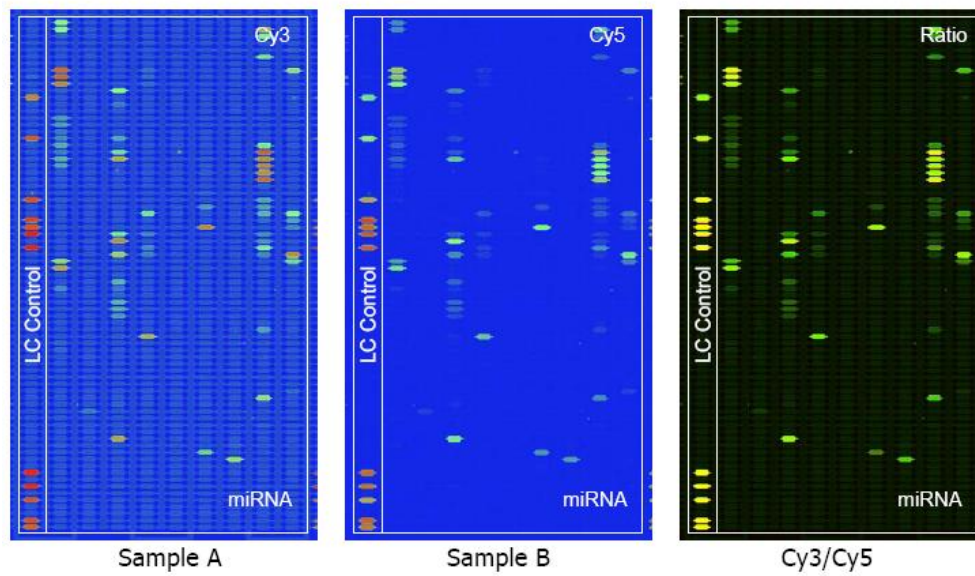 Cy3
LC Control
miRNA
Sample A
Cy5
LC Control
miRNA
Sample B
Ratio
LC Control
miRNA
Cy3/Cy5